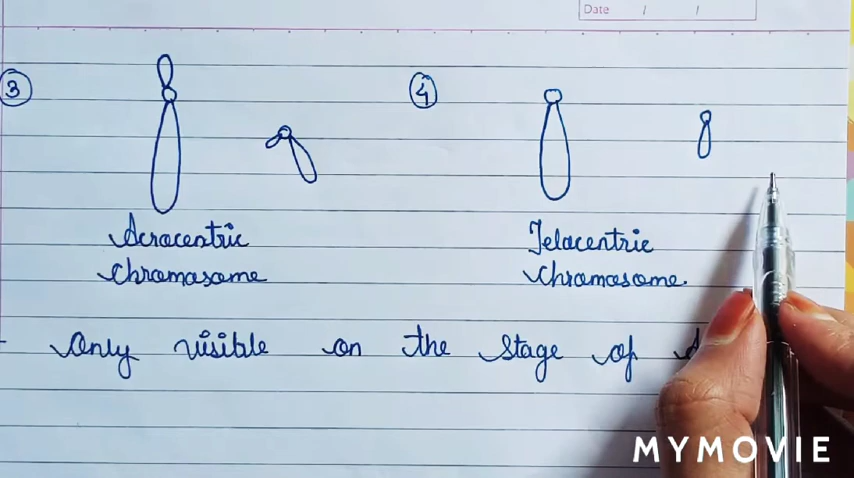 Date / /
3
4
Acrocentric
Chromosome
Telocentric
Chromosome.
Only visible on the stage of
MYMOVIE